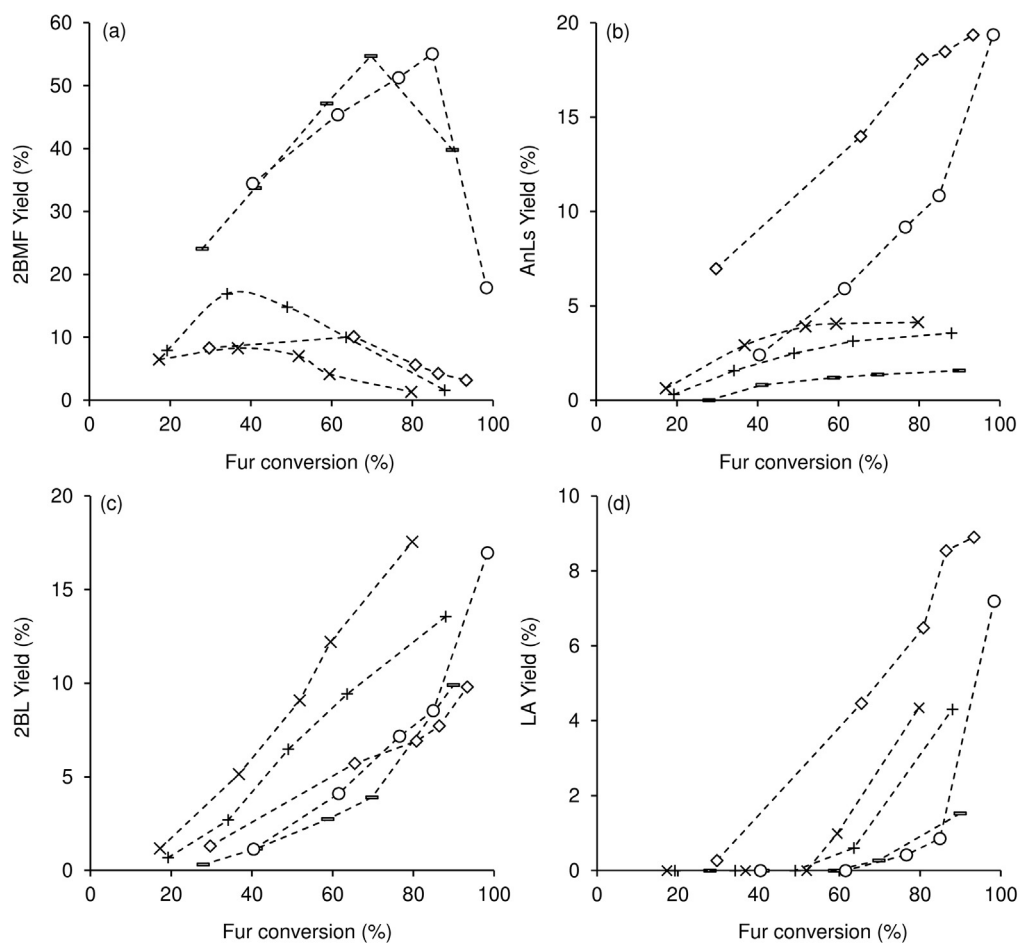 (a)
60
50
40
30
20
10
0
2BMF Yield (%)
0 20 40 60 80 100
Fur conversion (%)
(b)
20
15
10
5
0
AnLs Yield (%)
0 20 40 60 80 100
Fur conversion (%)
(c)
20
15
10
5
0
2BL Yield (%)
0 20 40 60 80 100
Fur conversion (%)
(d)
10
8
6
4
2
0
LA Yield (%)
0 20 40 60 80 100
Fur conversion (%)